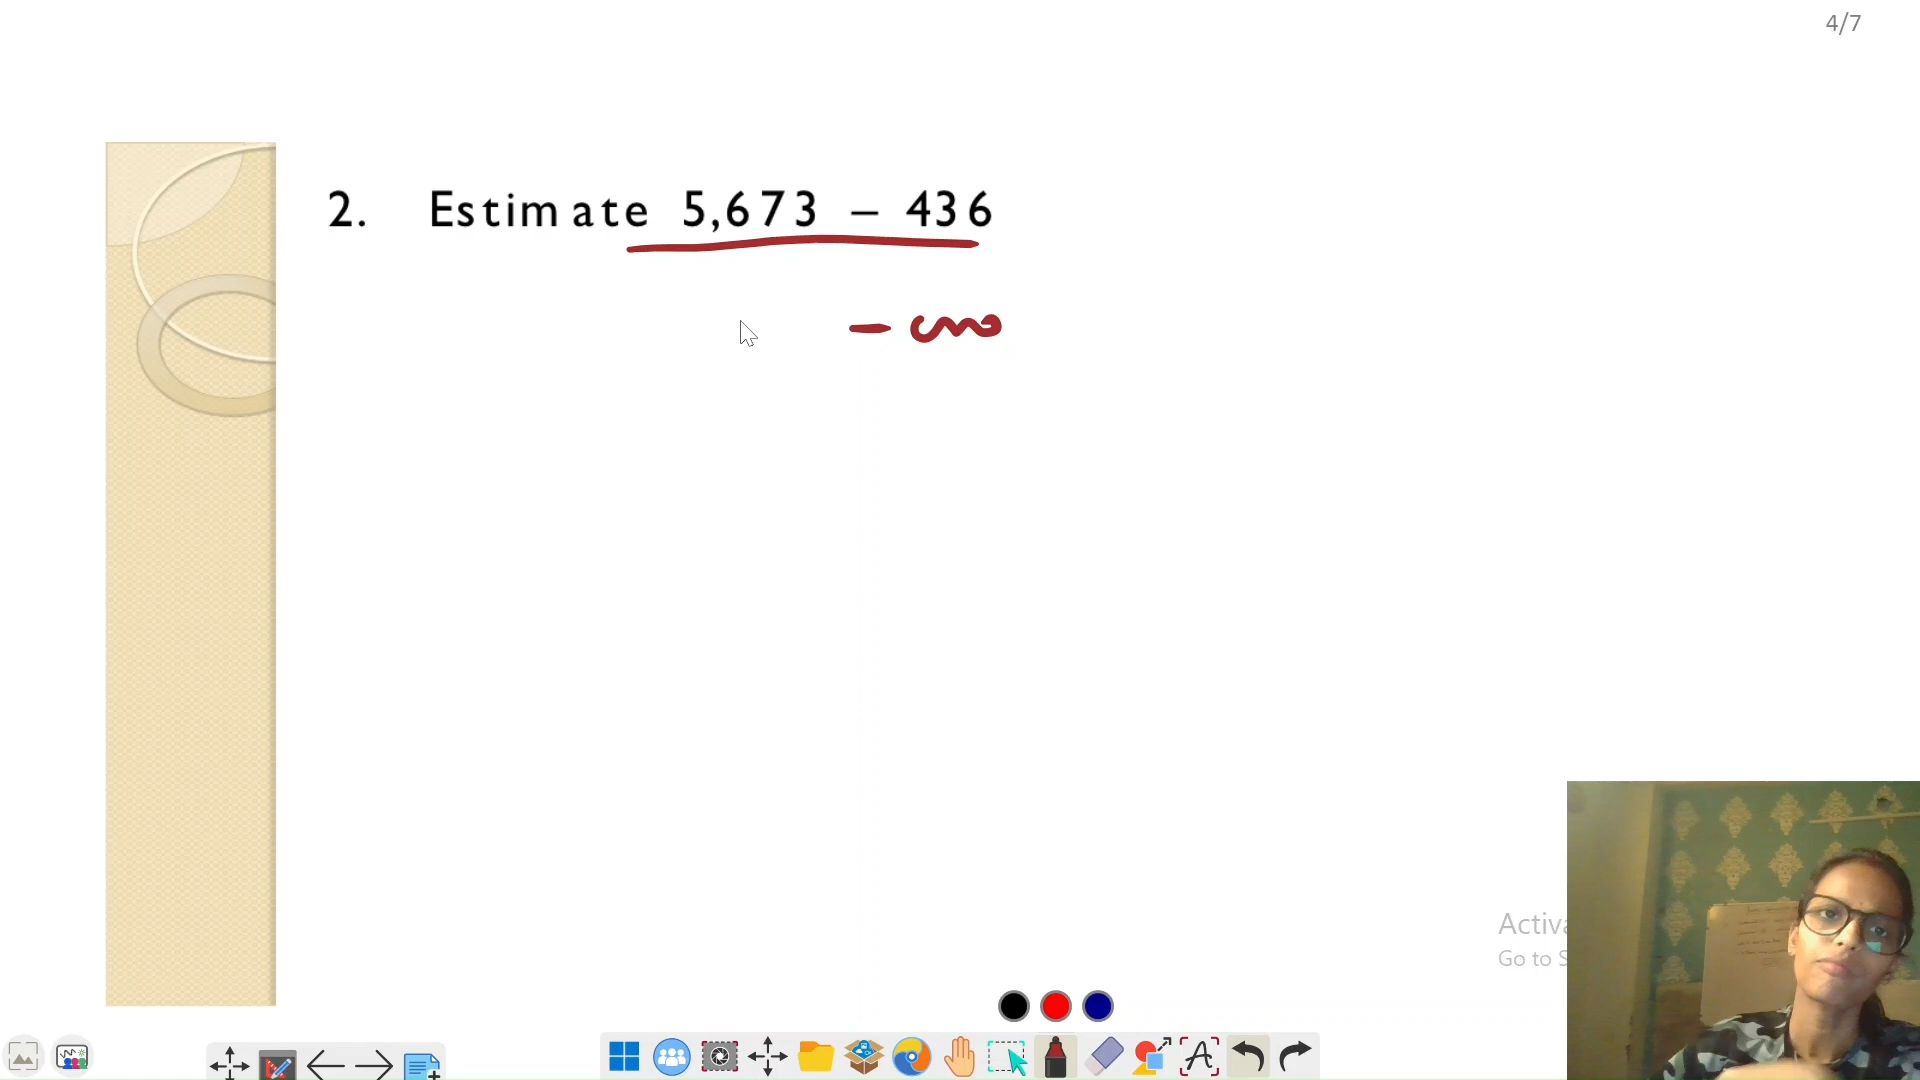 4/7
2. Estimate 5,673 – 436
–
Activa
Go to S